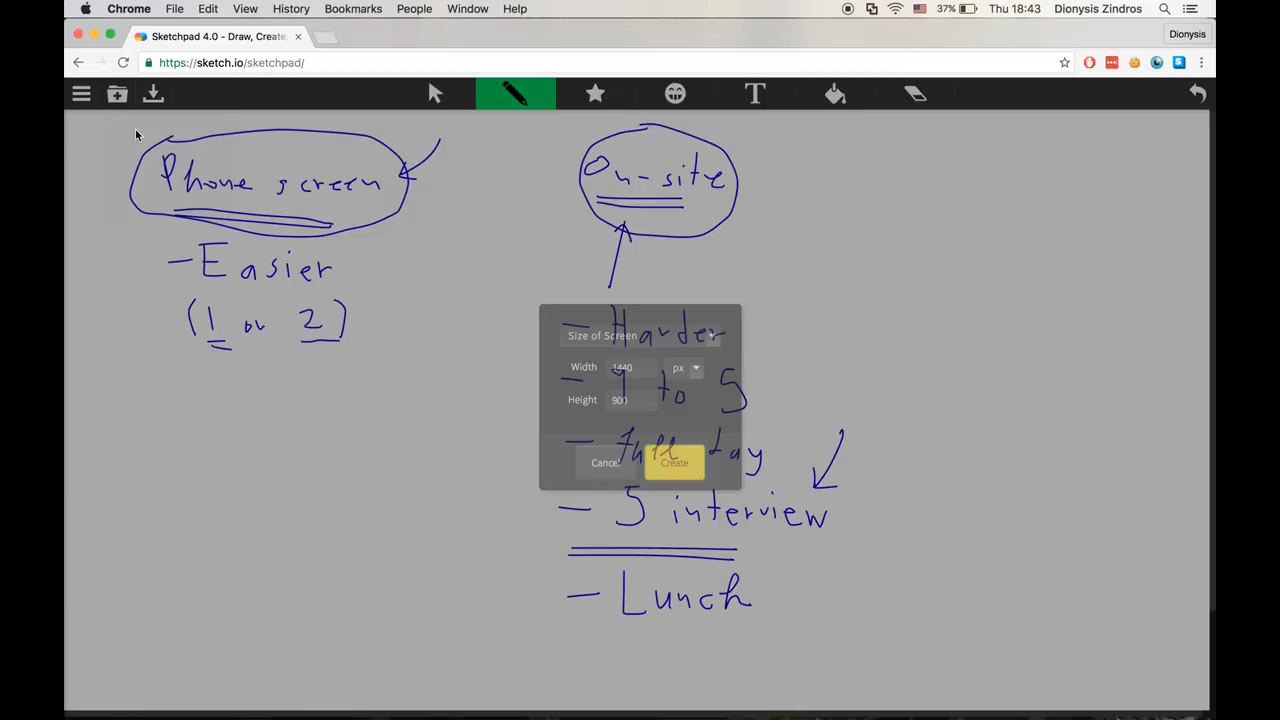 Chrome File Edit View History Bookmarks People Window Help 37% Thu 18:43 Dionysis Zindros
Sketchpad 4.0 - Draw, Create, Dionysis
https://sketch.io/sketchpad/
T
Phone screen
- Easier
(1 or 2)
On-site
- Harder
- 9 to 5
- full day
- 5 interview
- Lunch
Size of Screen
Width 1440 px
Height 900
Cancel Create